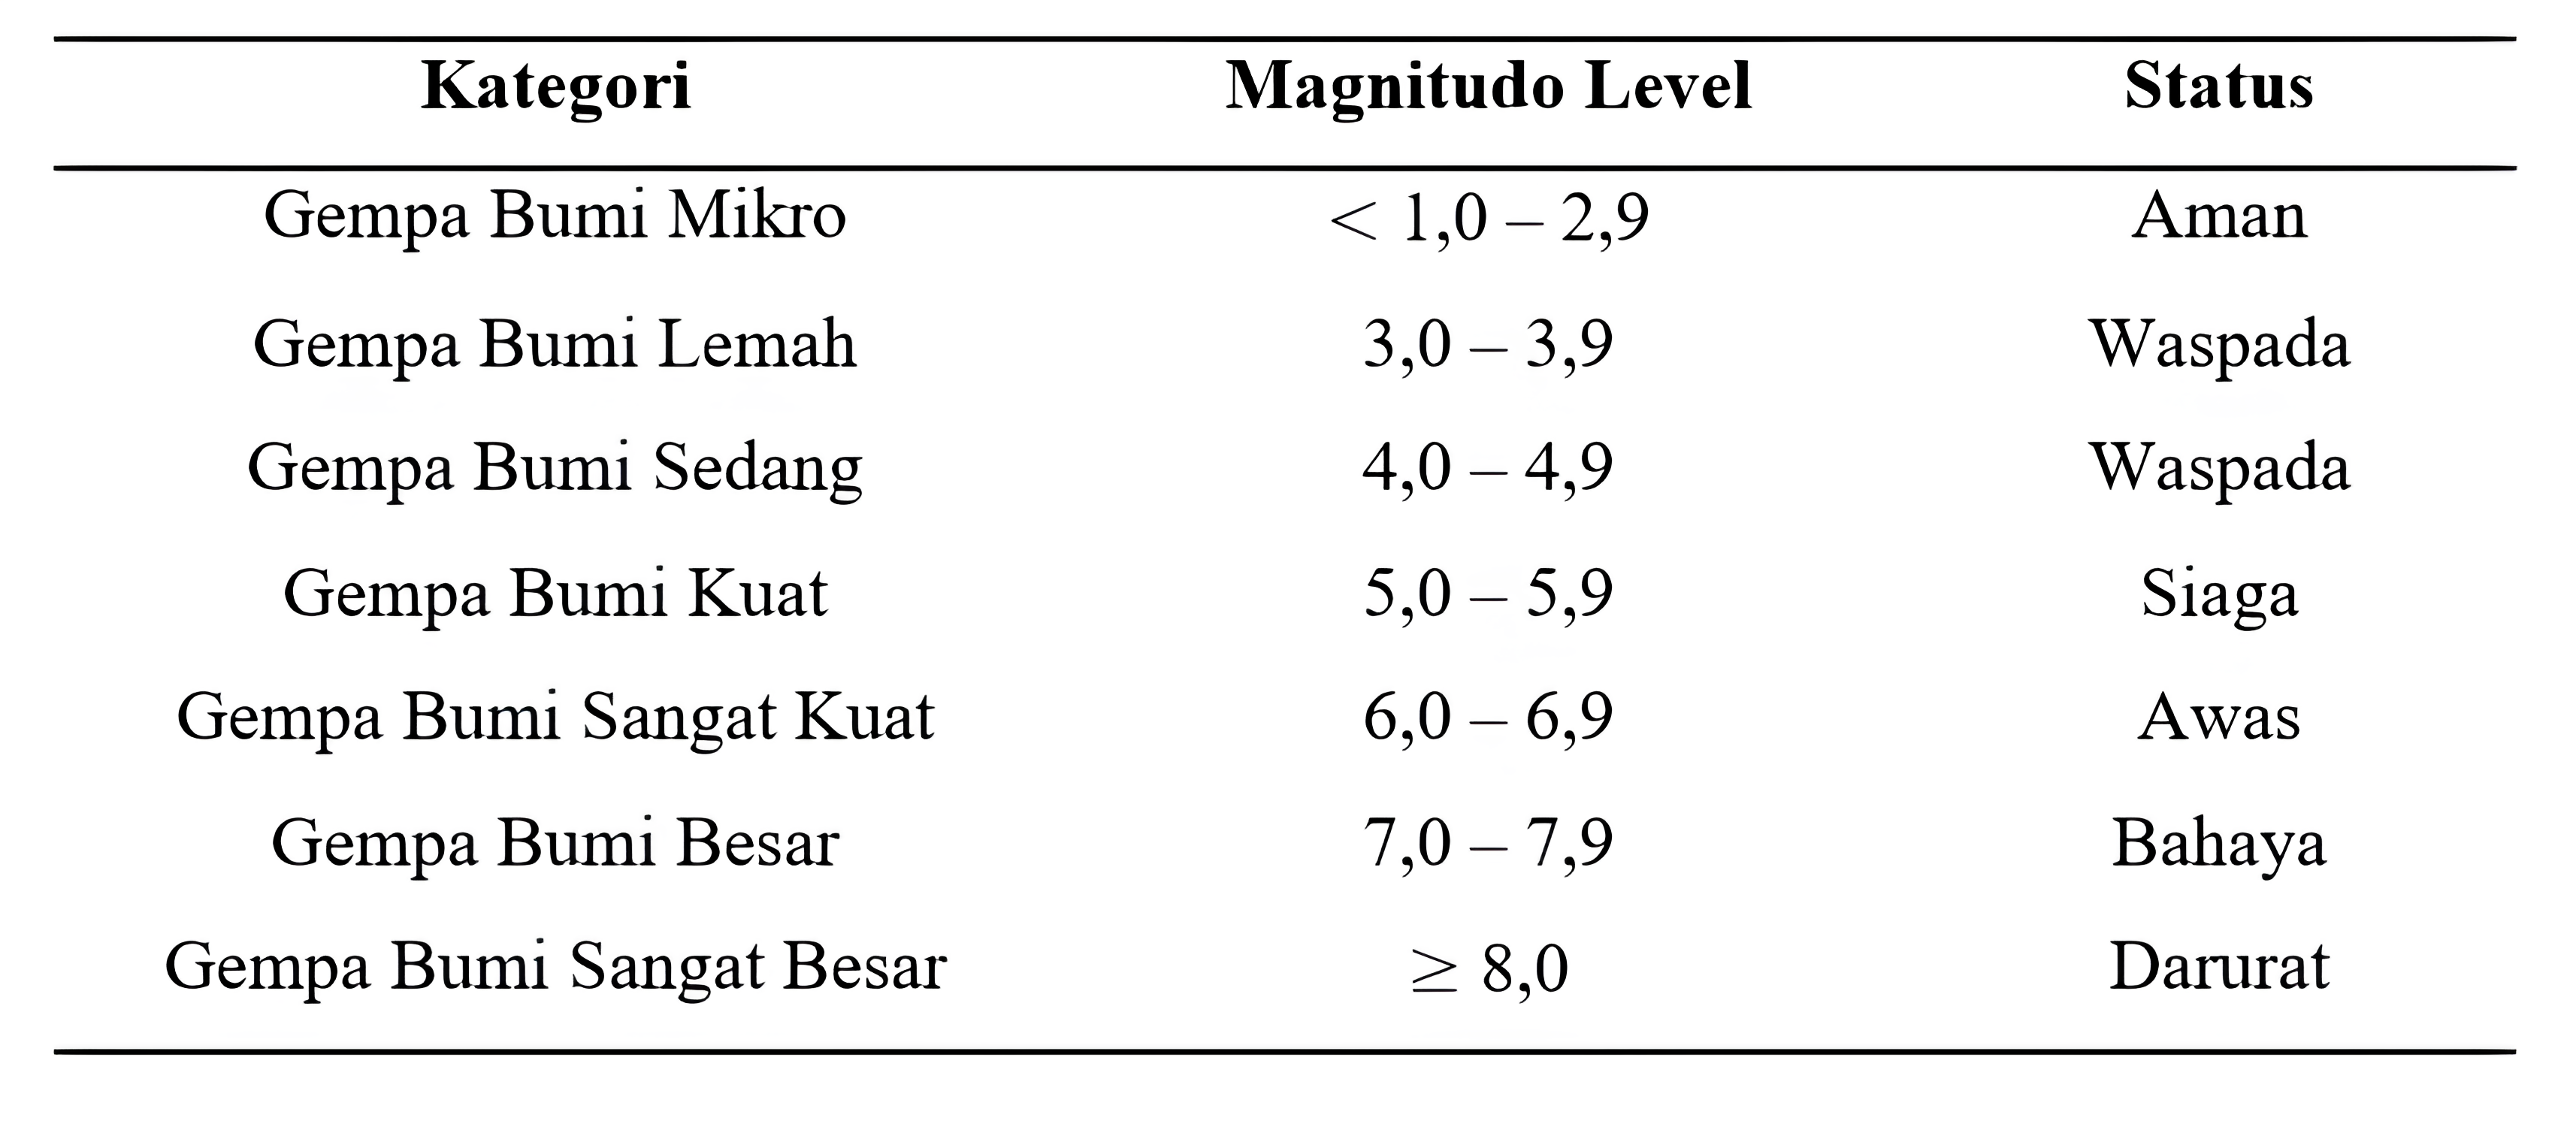 Kategori Magnitudo Level Status
Gempa Bumi Mikro < 1,0 – 2,9 Aman
Gempa Bumi Lemah 3,0 – 3,9 Waspada
Gempa Bumi Sedang 4,0 – 4,9 Waspada
Gempa Bumi Kuat 5,0 – 5,9 Siaga
Gempa Bumi Sangat Kuat 6,0 – 6,9 Awas
Gempa Bumi Besar 7,0 – 7,9 Bahaya
Gempa Bumi Sangat Besar ≥ 8,0 Darurat